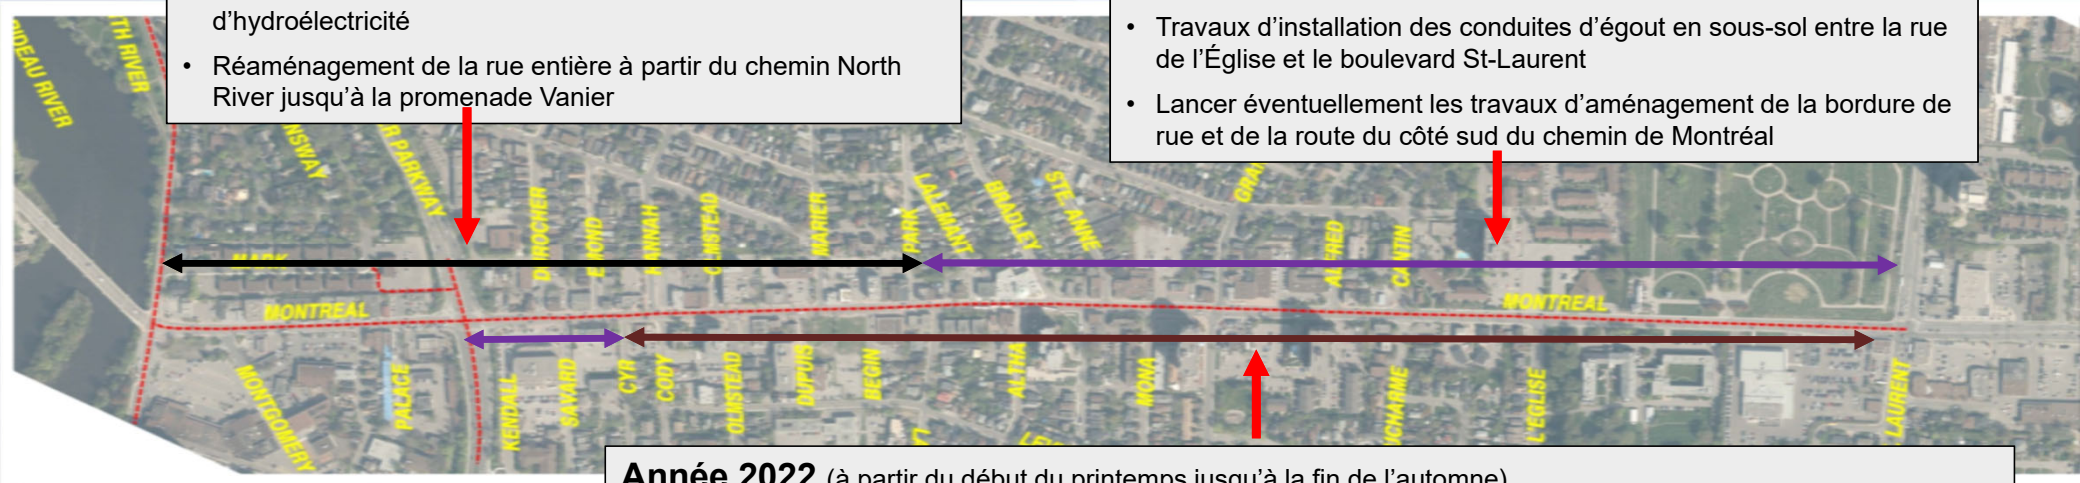 d’hydroélectricité
• Réaménagement de la rue entière à partir du chemin North
River jusqu’à la promenade Vanier
• Travaux d’installation des conduites d’égout en sous-sol entre la rue
de l’Église et le boulevard St-Laurent
• Lancer éventuellement les travaux d’aménagement de la bordure de
rue et de la route du côté sud du chemin de Montréal
RIVER
PARKWAY
DUROCHER
EMOND
HANNAH
OLMSTEAD
MARIER
PARK
LALEMANT
BRADLEY
STE ANNE
ALFRED
CANTIN
MARK
MONTREAL
MONTREAL
MONTGOMERY
PALACE
KENDALL
SAVARD
CYR
CODY
OLMSTEAD
DUPUIS
BEGIN
ALTHA
MONA
L'EGLISE
LAURENT
Année 2022 (à partir du début du printemps jusqu’à la fin de l’automne)